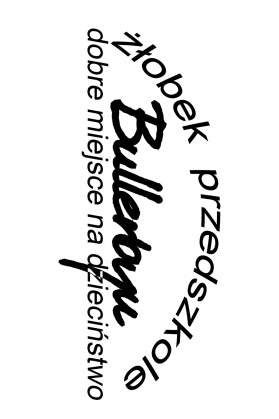 żłobek przedszkole
Bullerbyn
dobre miejsce na dzieciństwo